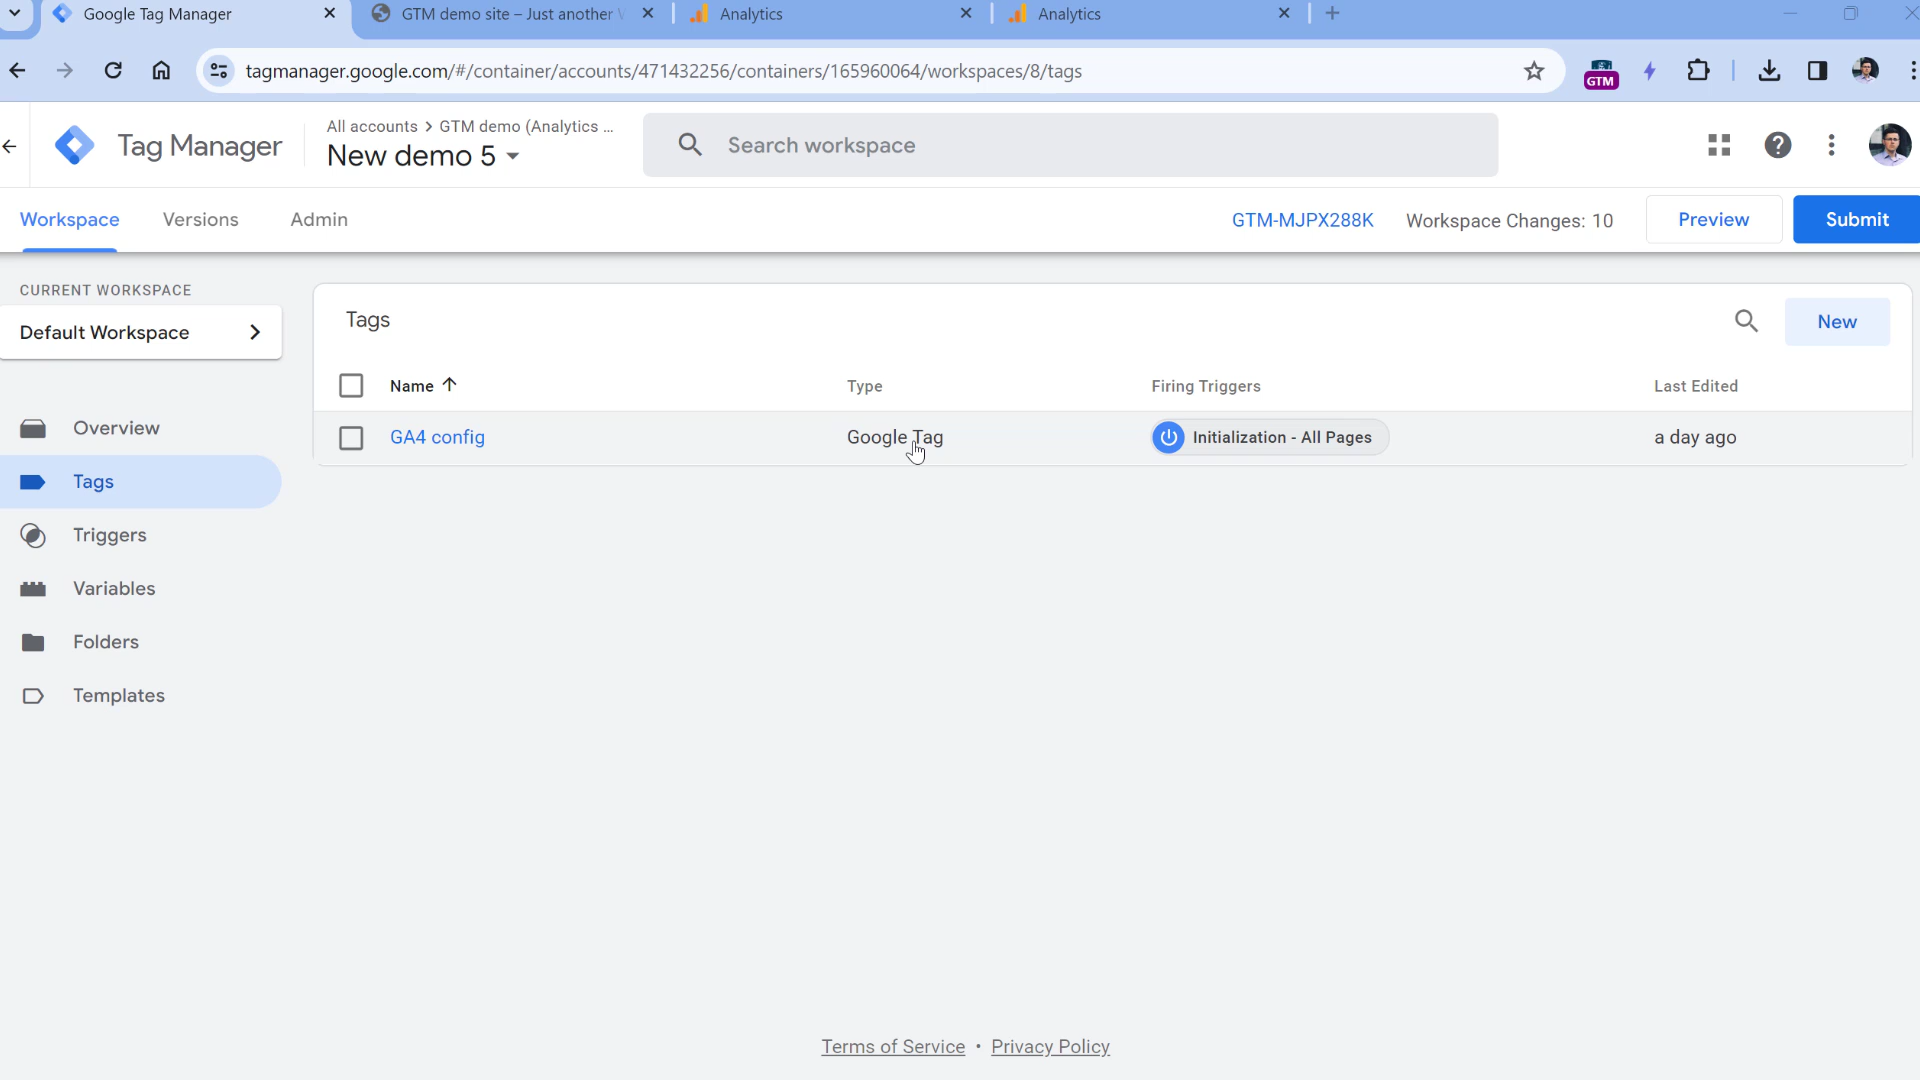 Google Tag Manager
GTM demo site – Just another
Analytics
Analytics
tagmanager.google.com/#/container/accounts/471432256/containers/165960064/workspaces/8/tags
GTM
Tag Manager
All accounts > GTM demo (Analytics ...
New demo 5
Search workspace
Workspace
Versions
Admin
GTM-MJPX288K
Workspace Changes: 10
Preview
Submit
CURRENT WORKSPACE
Default Workspace
Overview
Tags
Triggers
Variables
Folders
Templates
Tags
New
Name
Type
Firing Triggers
Last Edited
GA4 config
Google Tag
Initialization - All Pages
a day ago
Terms of Service • Privacy Policy